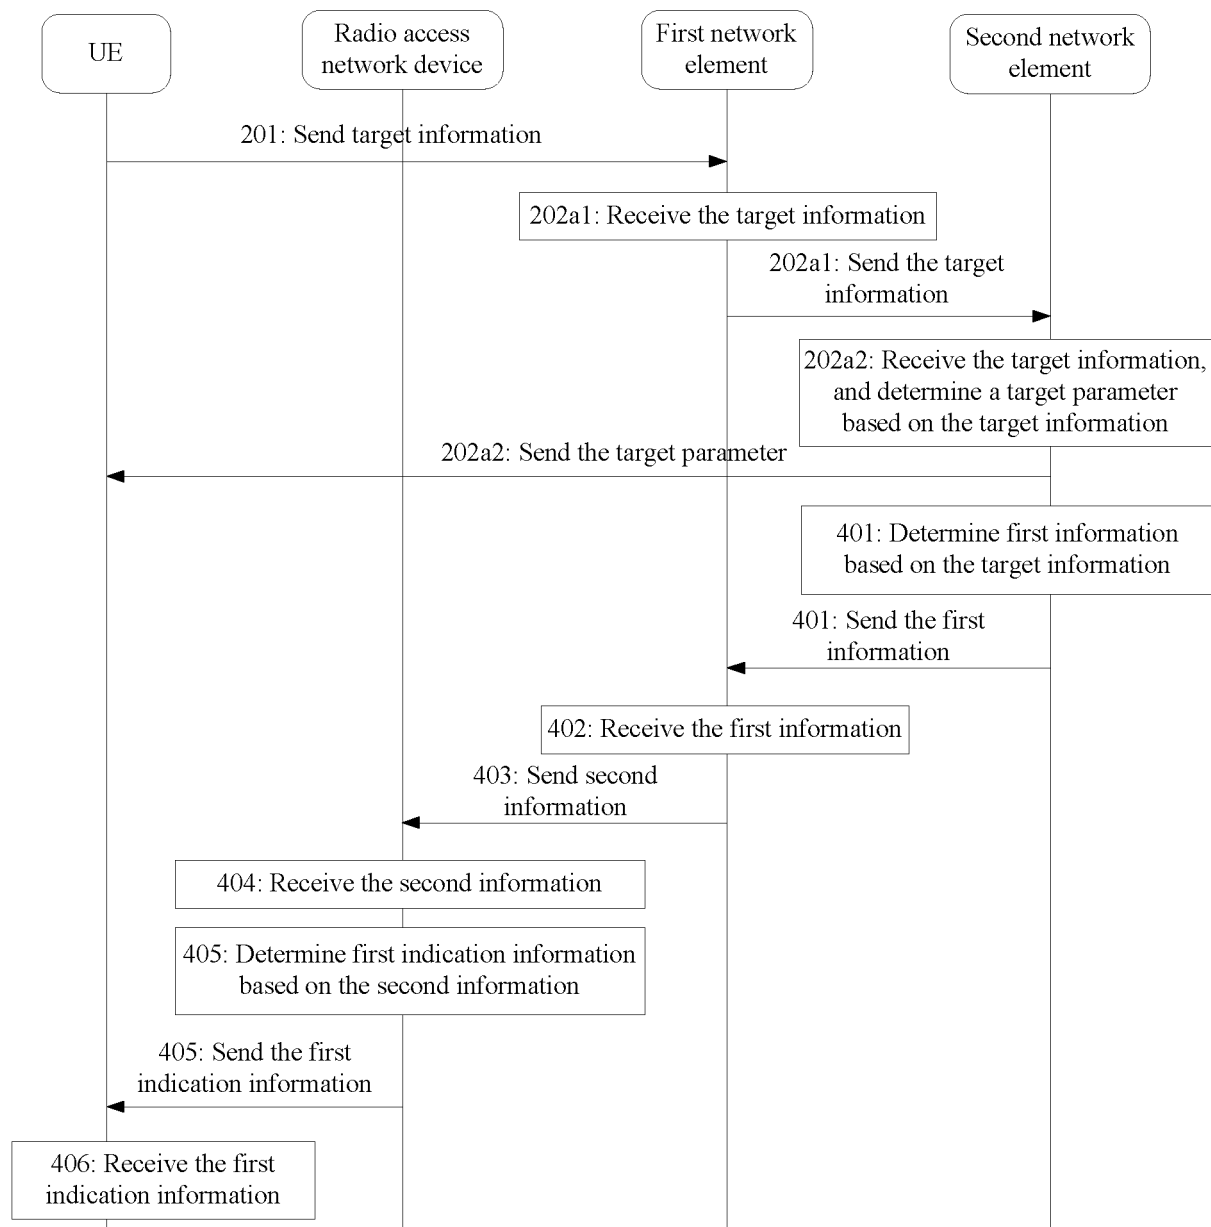 UE
Radio access
network device
First network
element
Second network
element
201: Send target information
202a1: Receive the target information
202a1: Send the target
information
202a2: Receive the target information,
and determine a target parameter
based on the target information
202a2: Send the target parameter
401: Determine first information
based on the target information
401: Send the first
information
402: Receive the first information
403: Send second
information
404: Receive the second information
405: Determine first indication information
based on the second information
405: Send the first
indication information
406: Receive the first
indication information